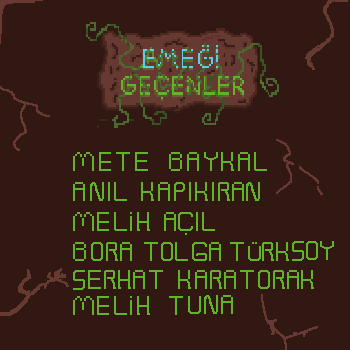 EMEĞİ
GEÇENLER
METE BAYKAL
ANIL KAPIKIRAN
MELİH AÇIL
BORA TOLGA TÜRKSOY
SERHAT KARATORAK
MELİH TUNA